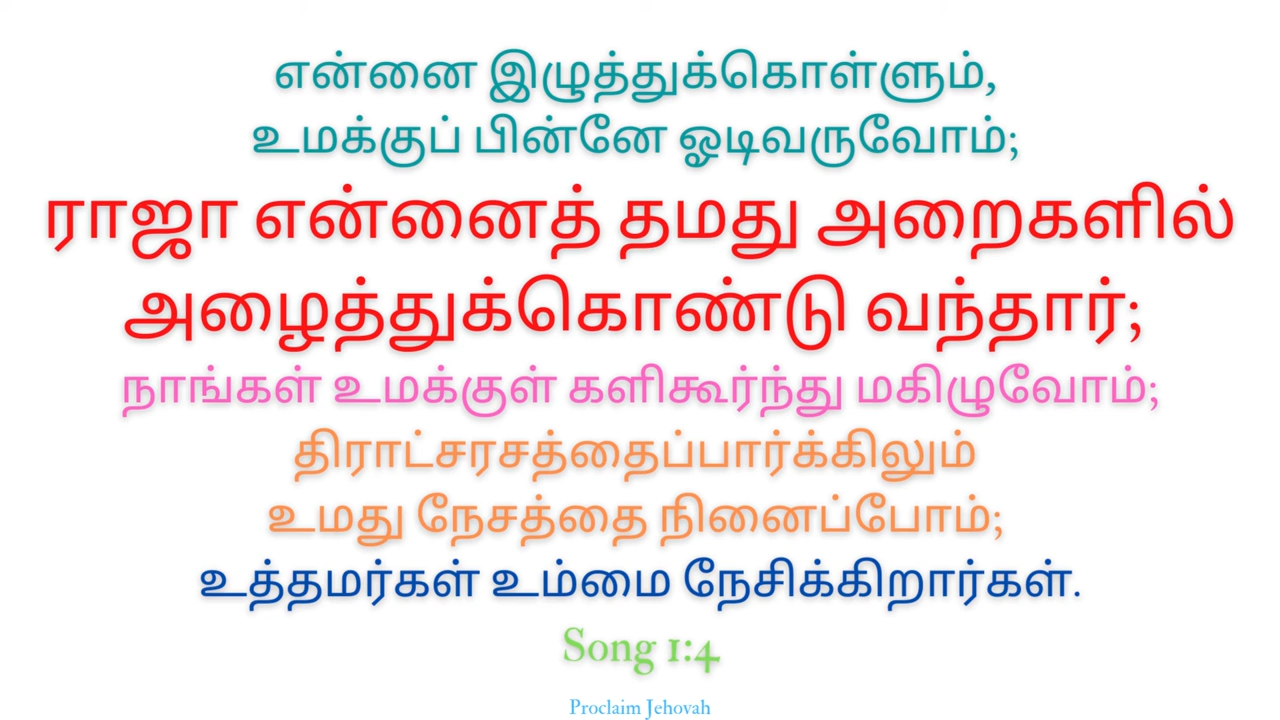 என்னை இழுத்துக்கொள்ளும்,
உமக்குப் பின்னே ஓடிவருவோம்;
ராஜா என்னைத் தமது அறைகளில்
அழைத்துக்கொண்டு வந்தார்;
நாங்கள் உமக்குள் களிகூர்ந்து மகிழுவோம்;
திராட்சரசத்தைப்பார்க்கிலும்
உமது நேசத்தை நினைப்போம்;
உத்தமர்கள் உம்மை நேசிக்கிறார்கள்.
Song 1:4
Proclaim Jehovah